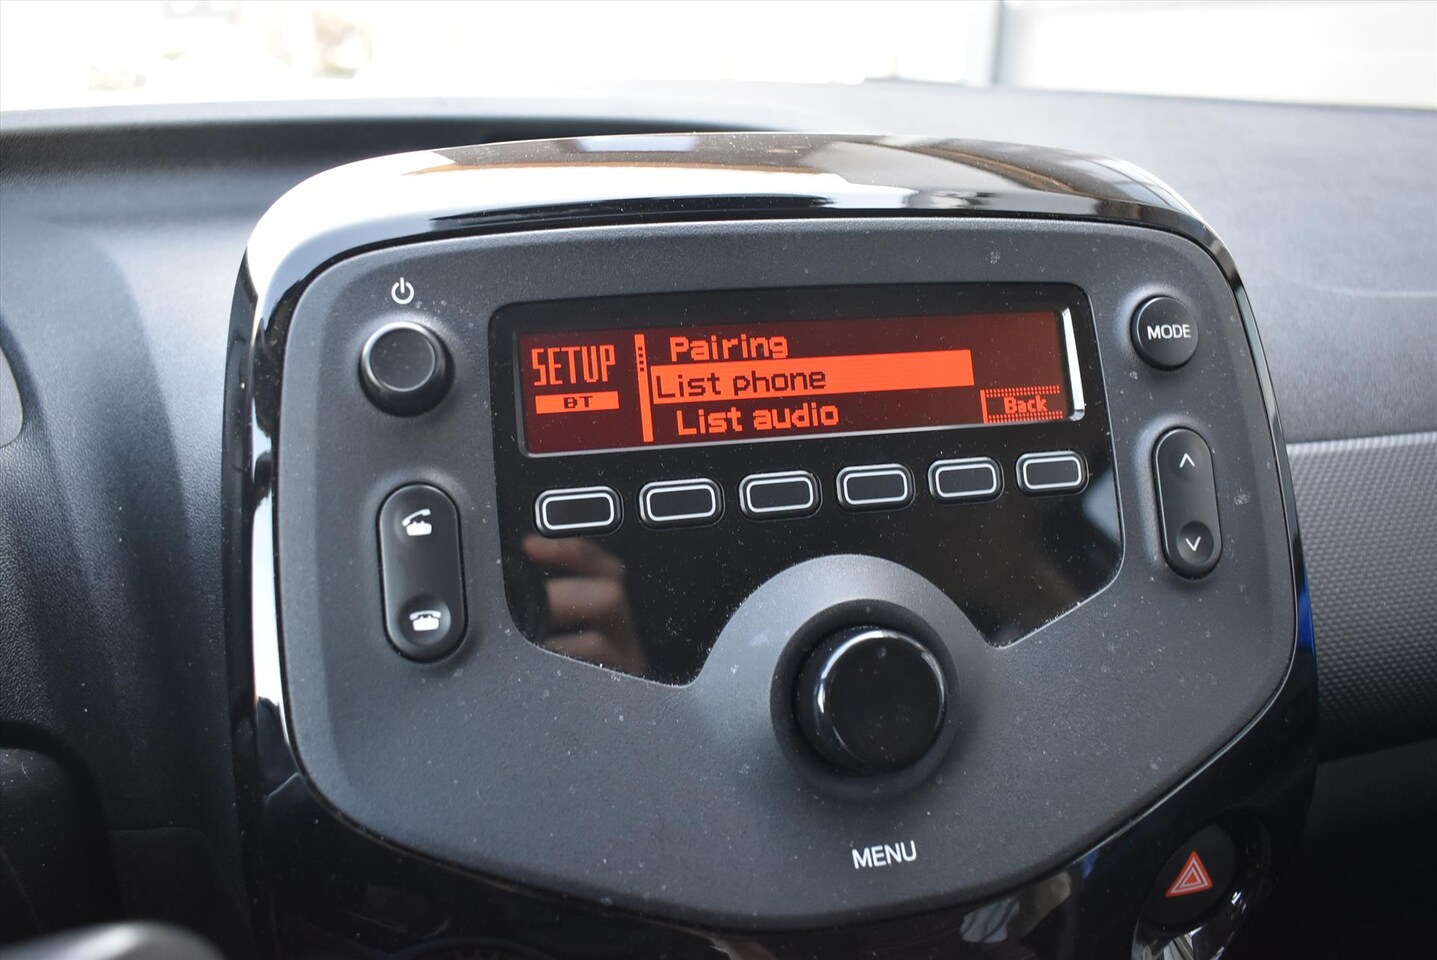 SETUP
BT
Pairing
List phone
List audio
Back
MODE
MENU